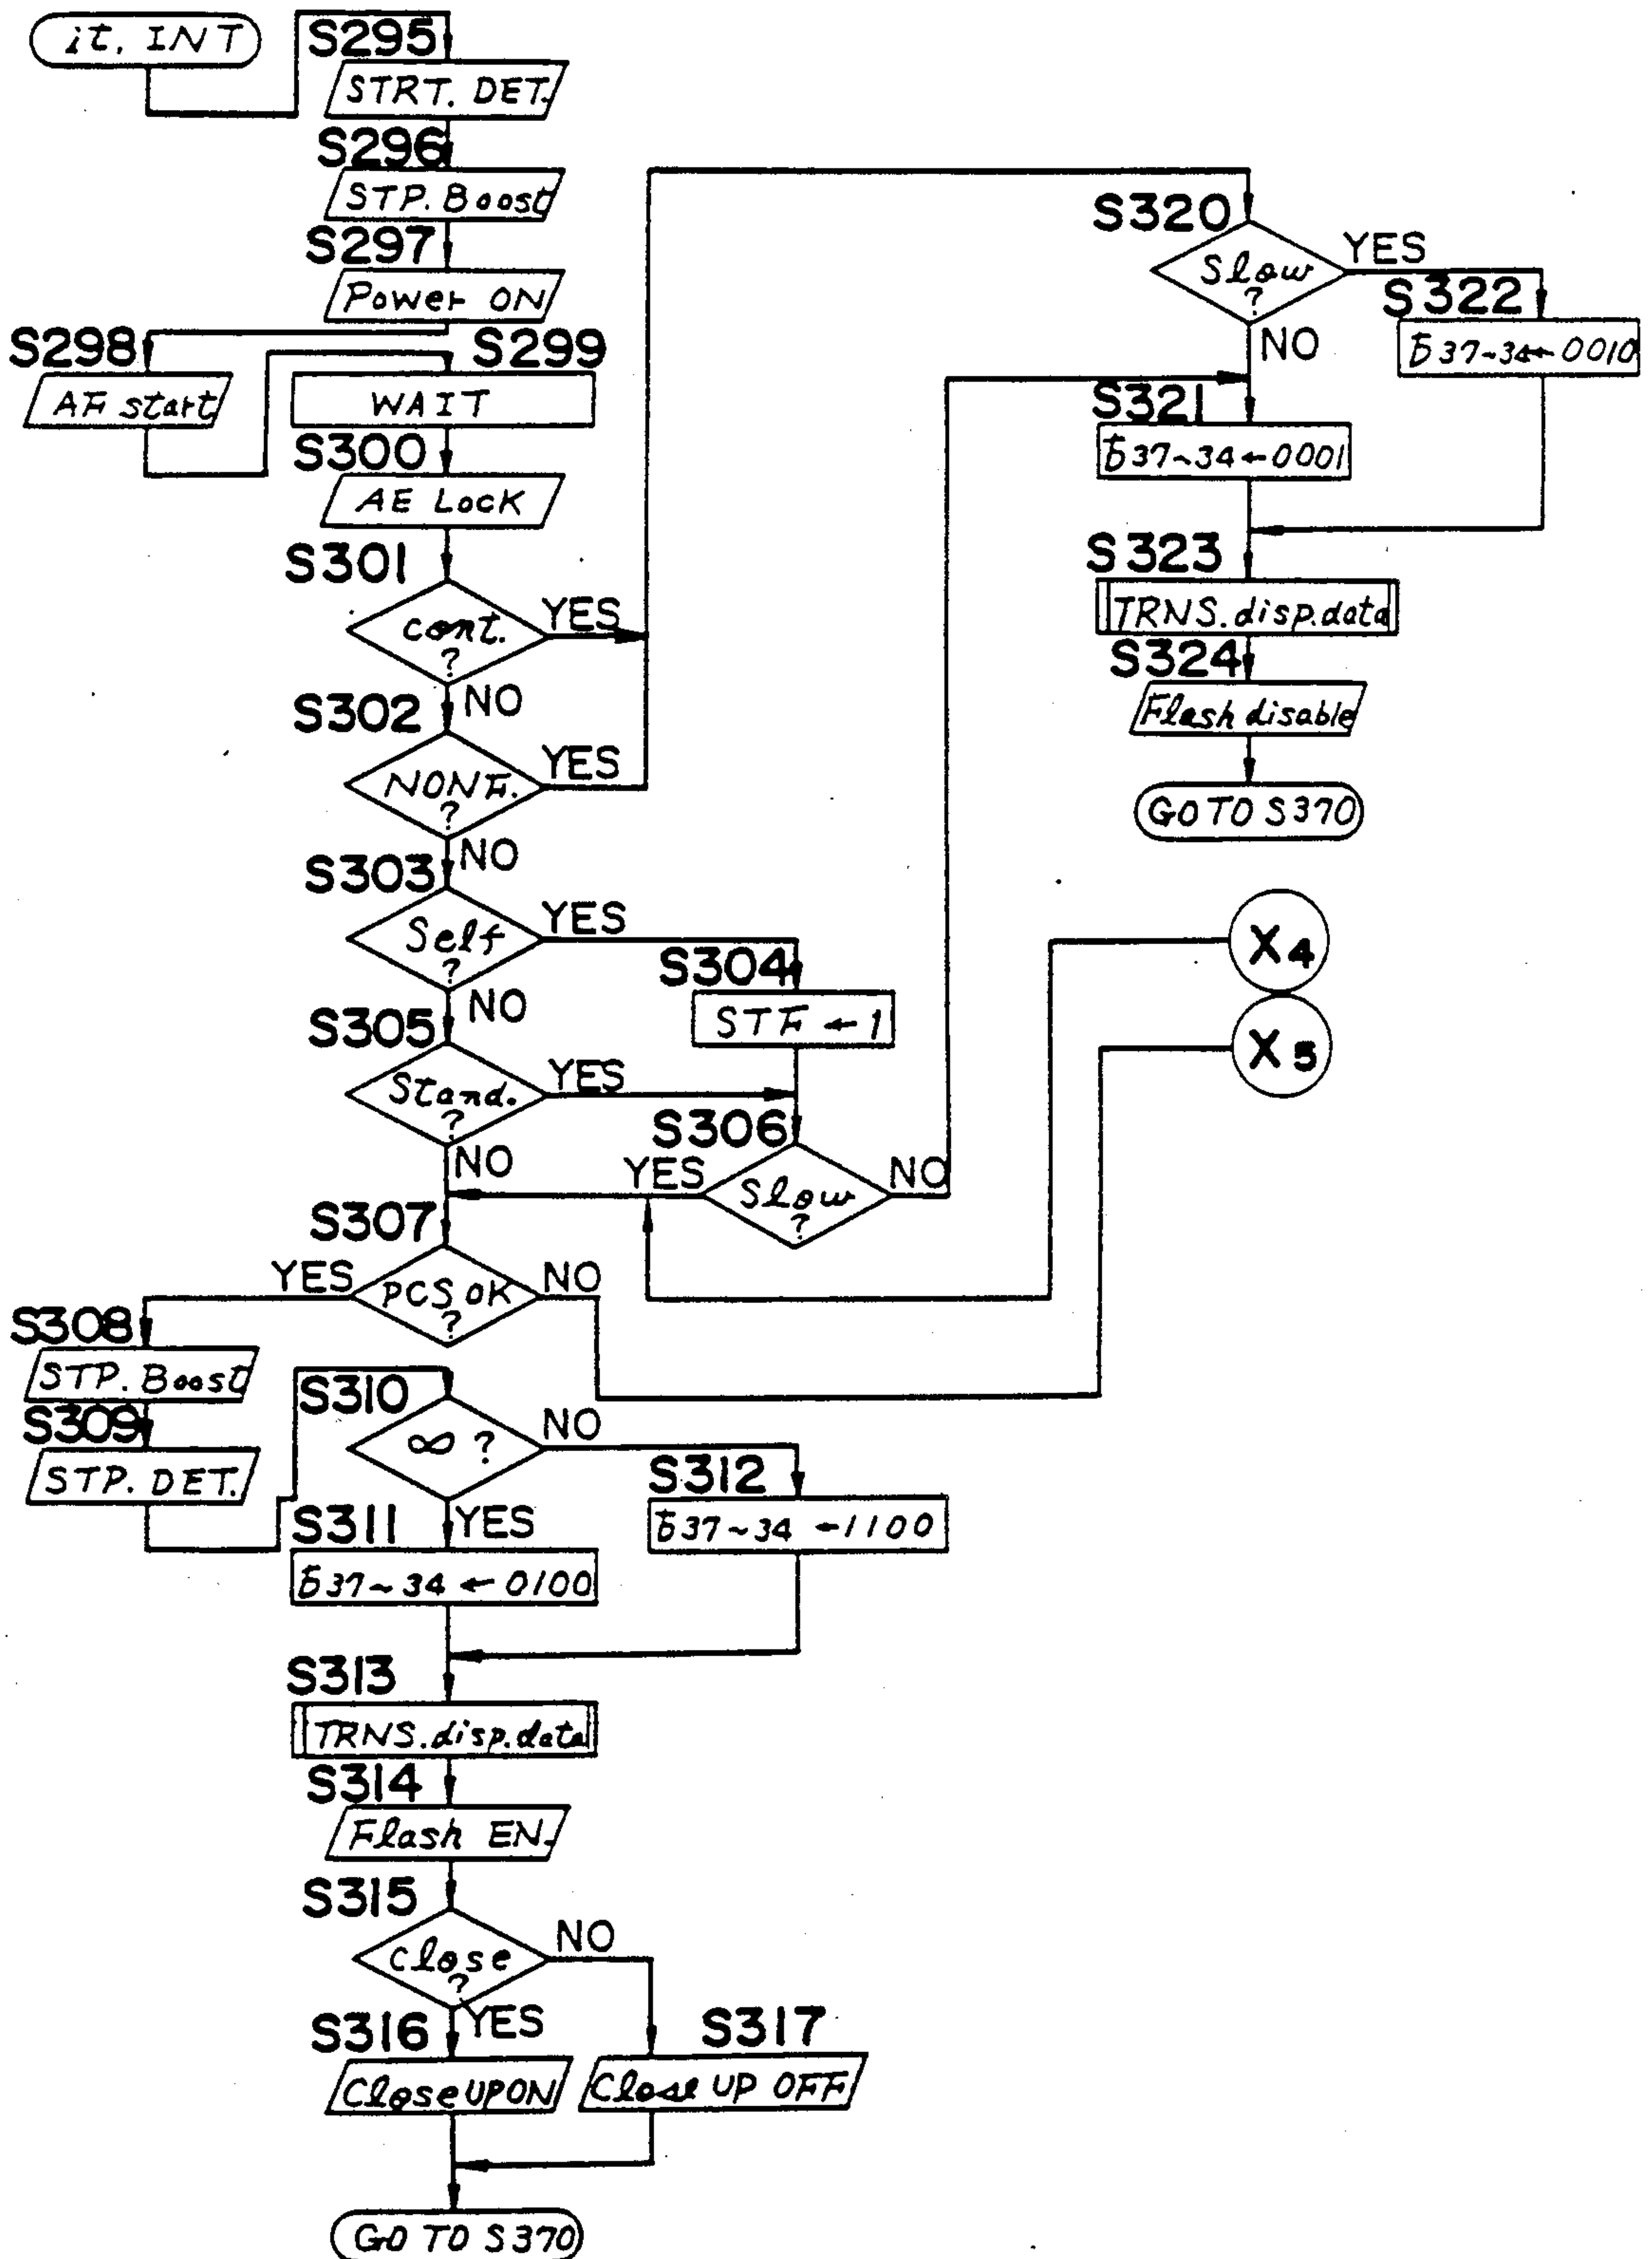 it. INT
S295
STRT. DET.
S296
STP. Boost
S297
Power ON
S298
AF start
S299
WAIT
S300
AE LOCK
S301
cont.
?
YES
NO
S302
NONF.
?
YES
NO
S303
Self
?
YES
NO
S304
STF ← 1
S305
Stand.
?
YES
NO
S306
Slow
?
YES
NO
S307
PCS OK
?
YES
NO
S308
STP. Boost
S309
STP. DET.
S310
∞ ?
NO
YES
S311
b37~34 ← 0100
S312
b37~34 ←1100
S313
TRNS.disp.data
S314
Flash EN.
S315
close
?
NO
YES
S316
Close UP ON
S317
Close UP OFF
GO TO S370
S320
Slow
?
YES
NO
S322
b37~34←0010
S321
b37~34←0001
S323
TRNS.disp.data
S324
Flash disable
GO TO S370
X4
X5